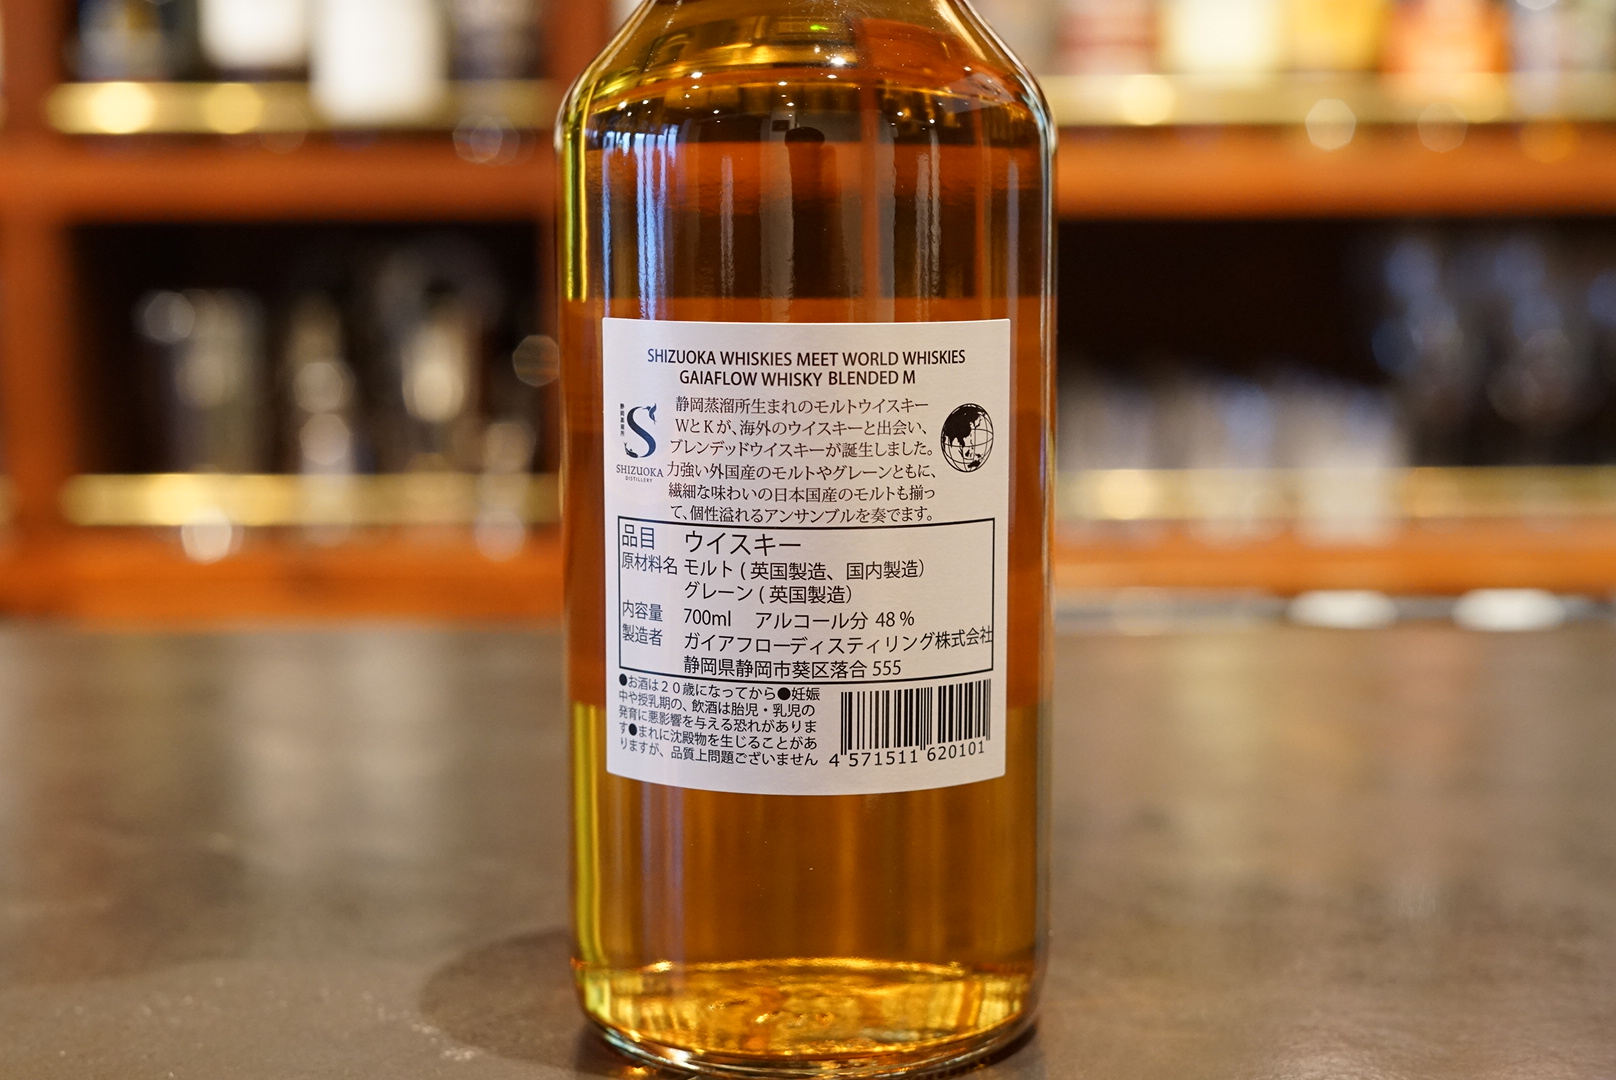 SHIZUOKA WHISKIES MEET WORLD WHISKIES
GAIAFLOW WHISKY BLENDED M
静岡蒸溜所
SHIZUOKA
DISTILLERY
静岡蒸溜所生まれのモルトウイスキー
WとKが、海外のウイスキーと出会い、
ブレンデッドウイスキーが誕生しました。
力強い外国産のモルトやグレーンともに、
繊細な味わいの日本国産のモルトも揃っ
て、個性溢れるアンサンブルを奏でます。
品目 ウイスキー
原材料名 モルト ( 英国製造、国内製造)
グレーン ( 英国製造)
内容量 700ml アルコール分 48 %
製造者 ガイアフローディスティリング株式会社
静岡県静岡市葵区落合 555
●お酒は２０歳になってから●妊娠
中や授乳期の、飲酒は胎児・乳児の
発育に悪影響を与える恐れがありま
す●まれに沈殿物を生じることがあ
りますが、品質上問題ございません
4 571511 620101